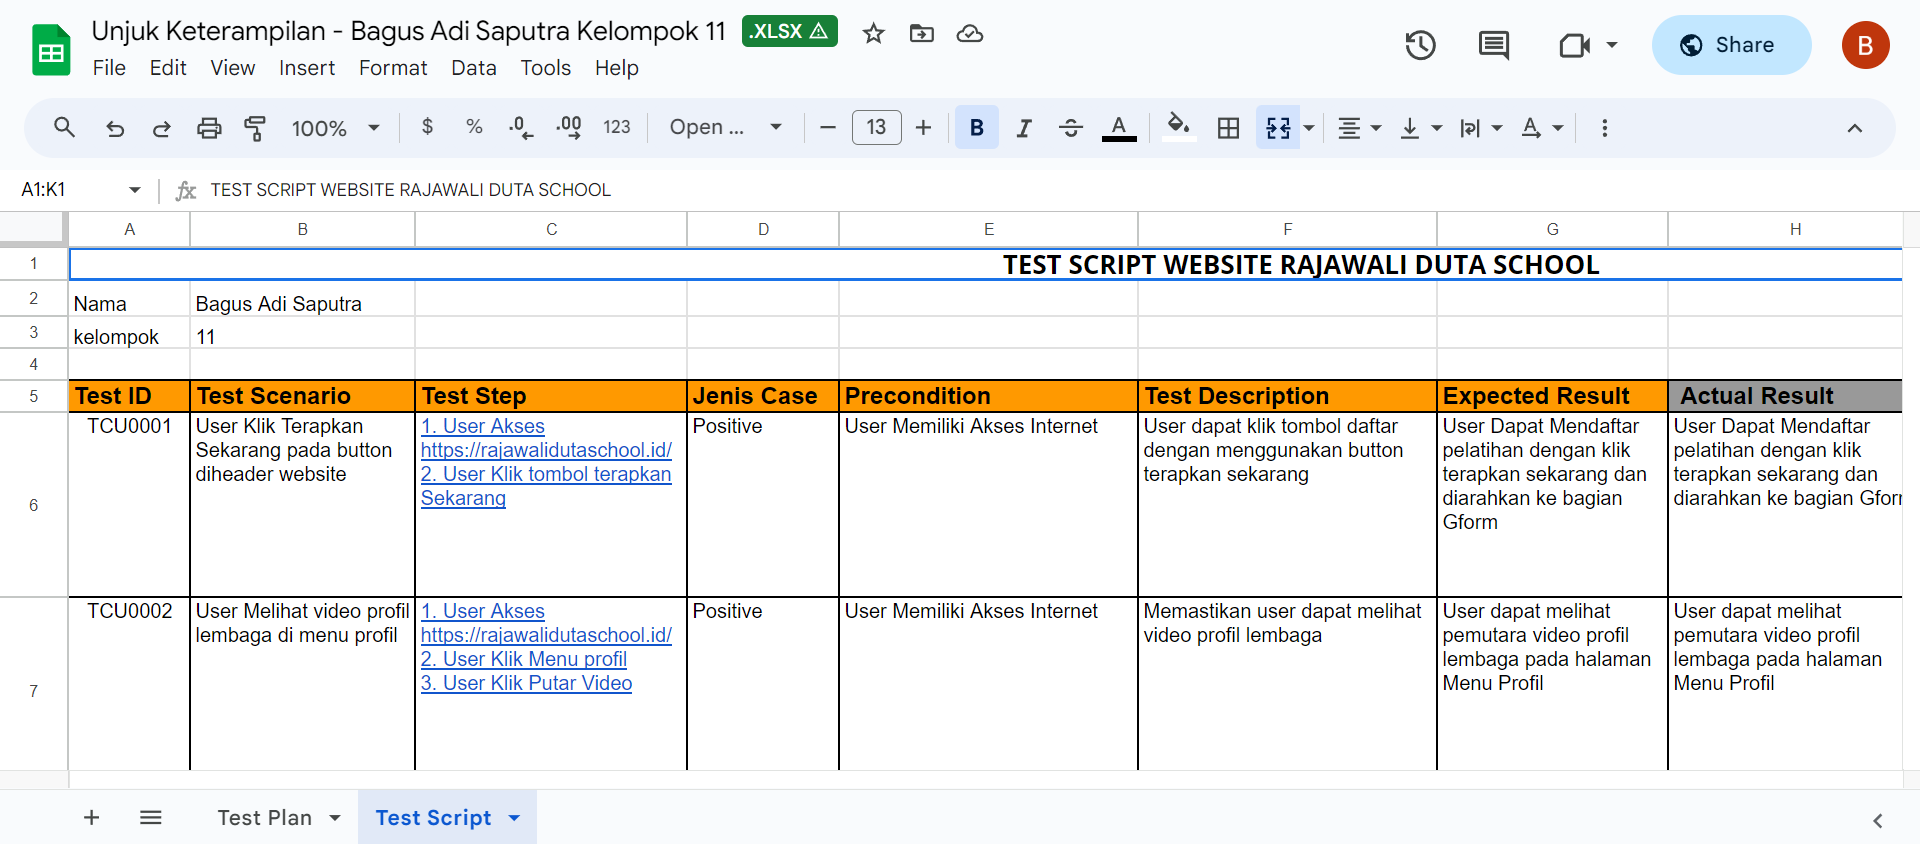 Unjuk Keterampilan - Bagus Adi Saputra Kelompok 11 .XLSX
File Edit View Insert Format Data Tools Help
Share
B
100% $ % .0 .00 123 Open ... 13 B I S A A
A1:K1 fx TEST SCRIPT WEBSITE RAJAWALI DUTA SCHOOL
A B C D E F G H
1 TEST SCRIPT WEBSITE RAJAWALI DUTA SCHOOL
2 Nama Bagus Adi Saputra
3 kelompok 11
4
5 Test ID Test Scenario Test Step Jenis Case Precondition Test Description Expected Result Actual Result
6
TCU0001
User Klik Terapkan
Sekarang pada button
diheader website
1. User Akses
https://rajawalidutaschool.id/
2. User Klik tombol terapkan
Sekarang
Positive
User Memiliki Akses Internet
User dapat klik tombol daftar
dengan menggunakan button
terapkan sekarang
User Dapat Mendaftar
pelatihan dengan klik
terapkan sekarang dan
diarahkan ke bagian
Gform
User Dapat Mendaftar
pelatihan dengan klik
terapkan sekarang dan
diarahkan ke bagian Gfor
7
TCU0002
User Melihat video profil
lembaga di menu profil
1. User Akses
https://rajawalidutaschool.id/
2. User Klik Menu profil
3. User Klik Putar Video
Positive
User Memiliki Akses Internet
Memastikan user dapat melihat
video profil lembaga
User dapat melihat
pemutara video profil
lembaga pada halaman
Menu Profil
User dapat melihat
pemutara video profil
lembaga pada halaman
Menu Profil
Test Plan Test Script